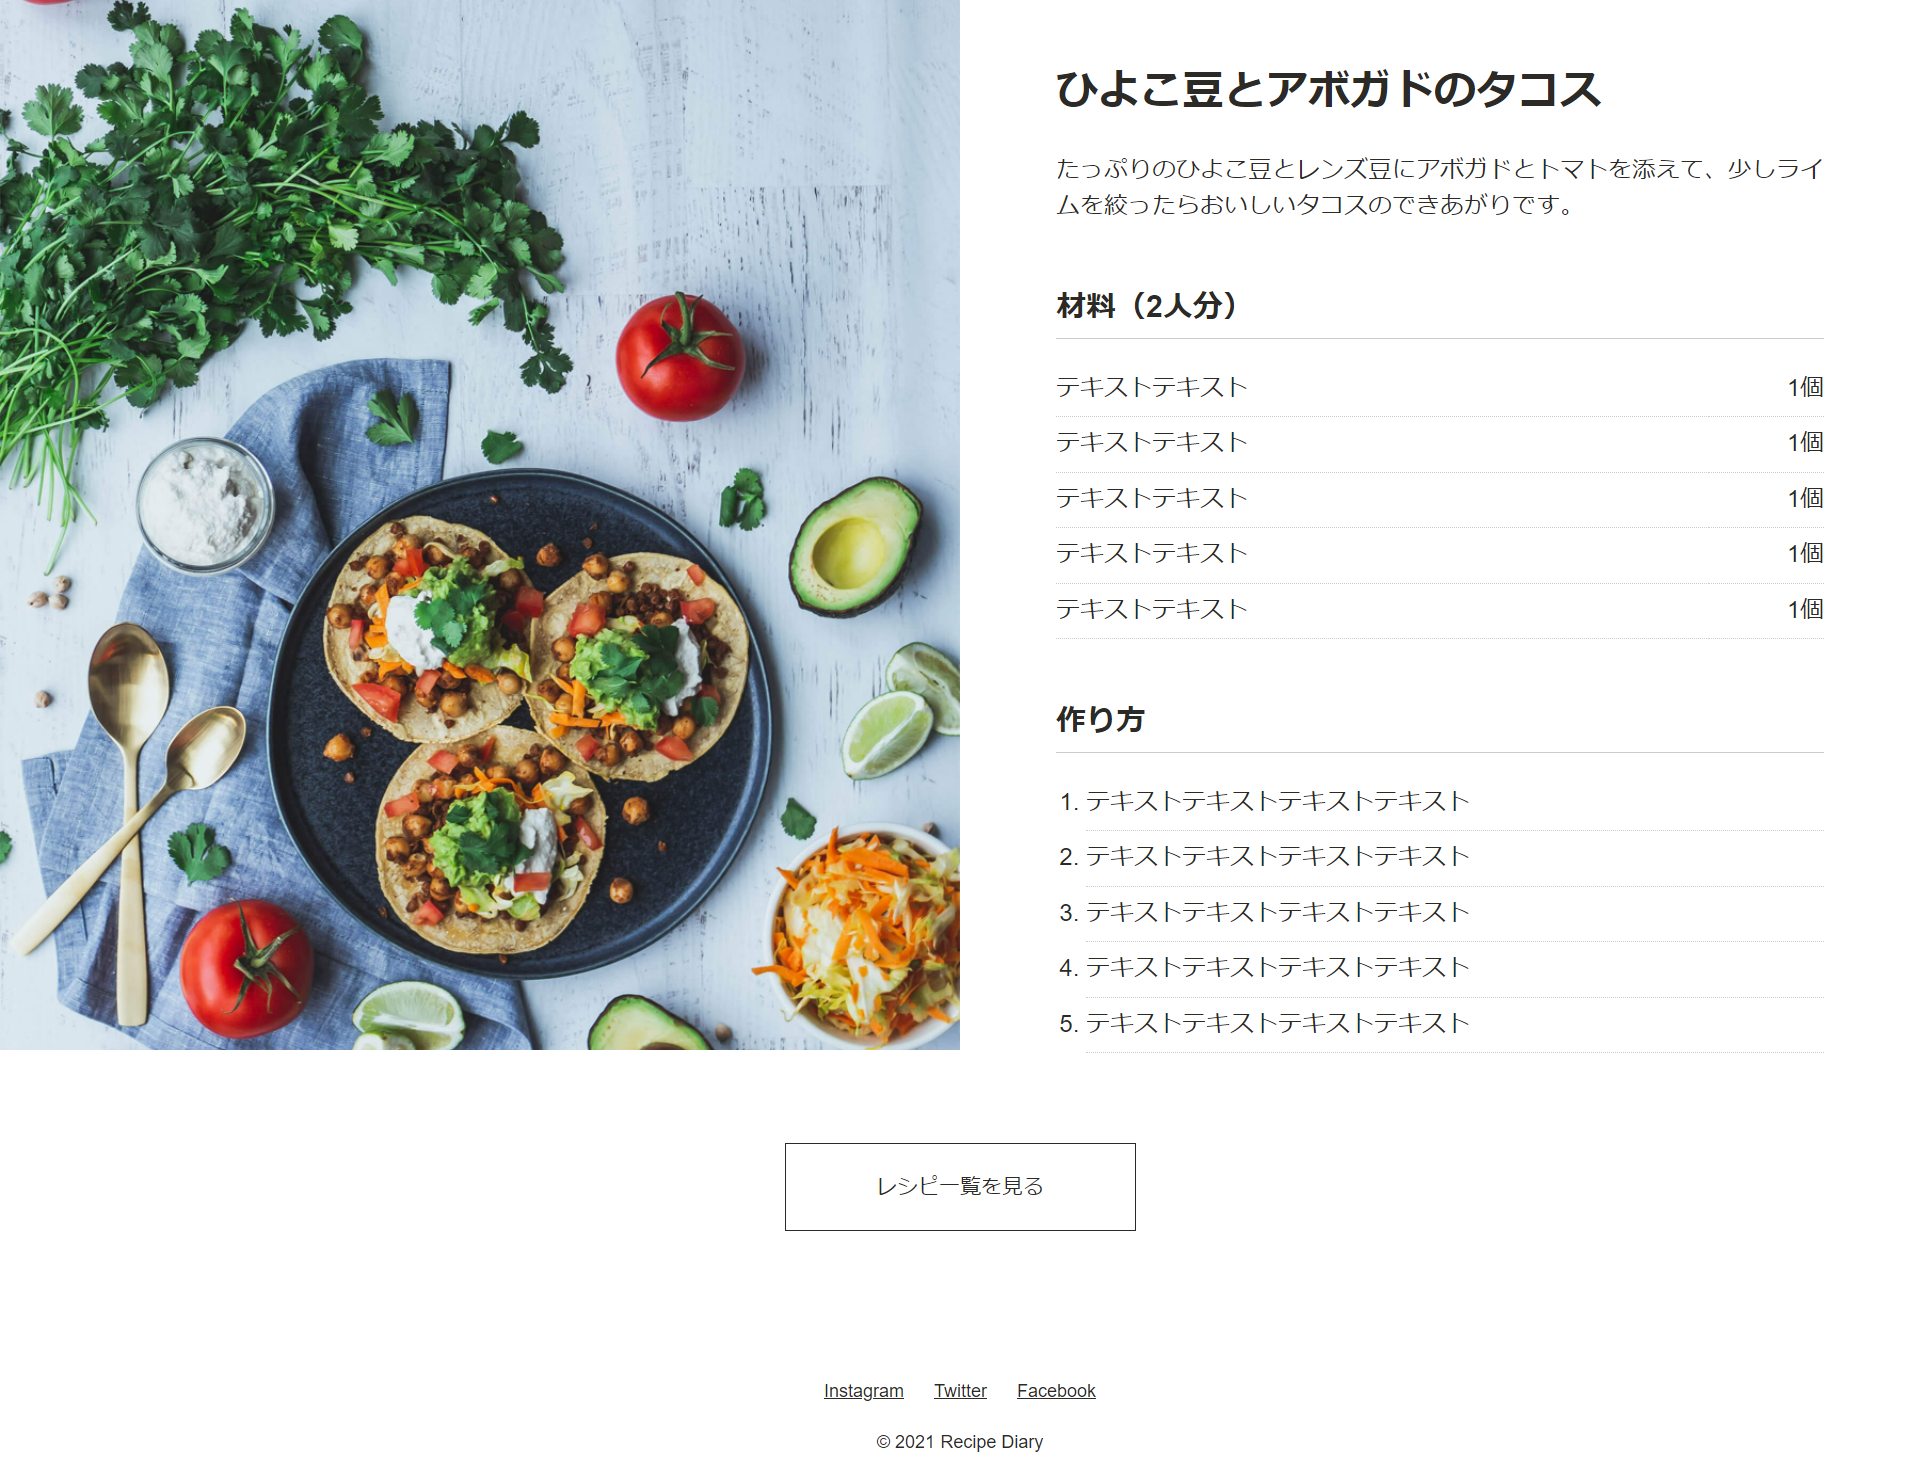 ひよこ豆とアボガドのタコス
たっぷりのひよこ豆とレンズ豆にアボガドとトマトを添えて、少しライ
ムを絞ったらおいしいタコスのできあがりです。
材料（2人分）
テキストテキスト 1個
テキストテキスト 1個
テキストテキスト 1個
テキストテキスト 1個
テキストテキスト 1個
作り方
1. テキストテキストテキストテキスト
2. テキストテキストテキストテキスト
3. テキストテキストテキストテキスト
4. テキストテキストテキストテキスト
5. テキストテキストテキストテキスト
レシピ一覧を見る
Instagram Twitter Facebook
© 2021 Recipe Diary